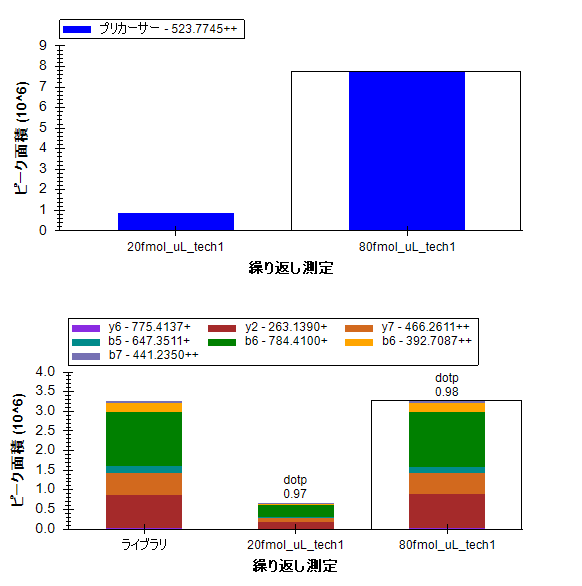 プリカーサー - 523.7745++
ピーク面積 (10^6)
9
8
7
6
5
4
3
2
1
0
20fmol_uL_tech1 80fmol_uL_tech1
繰り返し測定
y6 - 775.4137+ y2 - 263.1390+ y7 - 466.2611++
b5 - 647.3511+ b6 - 784.4100+ b6 - 392.7087++
b7 - 441.2350++
ピーク面積 (10^6)
4.0
3.5
3.0
2.5
2.0
1.5
1.0
0.5
0.0
dotp
0.97
dotp
0.98
ライブラリ 20fmol_uL_tech1 80fmol_uL_tech1
繰り返し測定